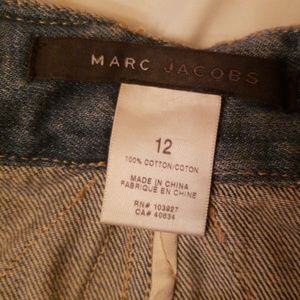 MARC JACOBS
12
100% COTTON/COTON
MADE IN CHINA
FABRIQUÉ EN CHINE
RN# 103927
CA# 40634